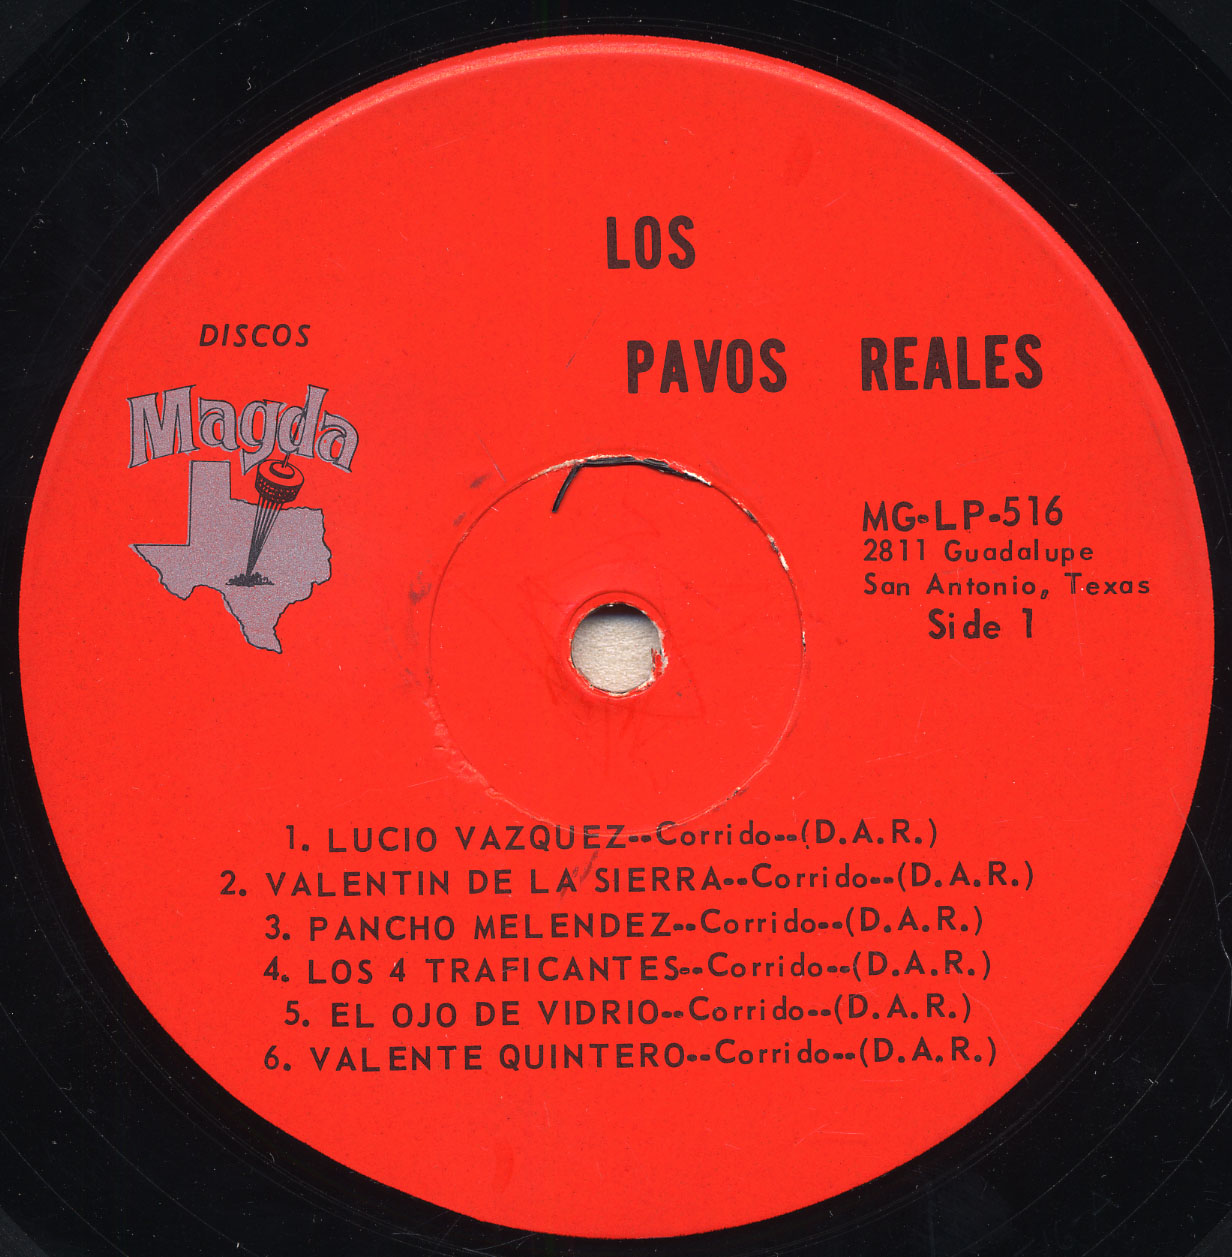 LOS
PAVOS REALES
DISCOS
Magda
MG-LP-516
2811 Guadalupe
San Antonio, Texas
Side 1
1. LUCIO VAZQUEZ--Corrido--(D.A.R.)
2. VALENTIN DE LA SIERRA--Corrido--(D.A.R.)
3. PANCHO MELENDEZ--Corrido--(D.A.R.)
4. LOS 4 TRAFICANTES--Corrido--(D.A.R.)
5. EL OJO DE VIDRIO--Corrido--(D.A.R.)
6. VALENTE QUINTERO--Corrido--(D.A.R.)